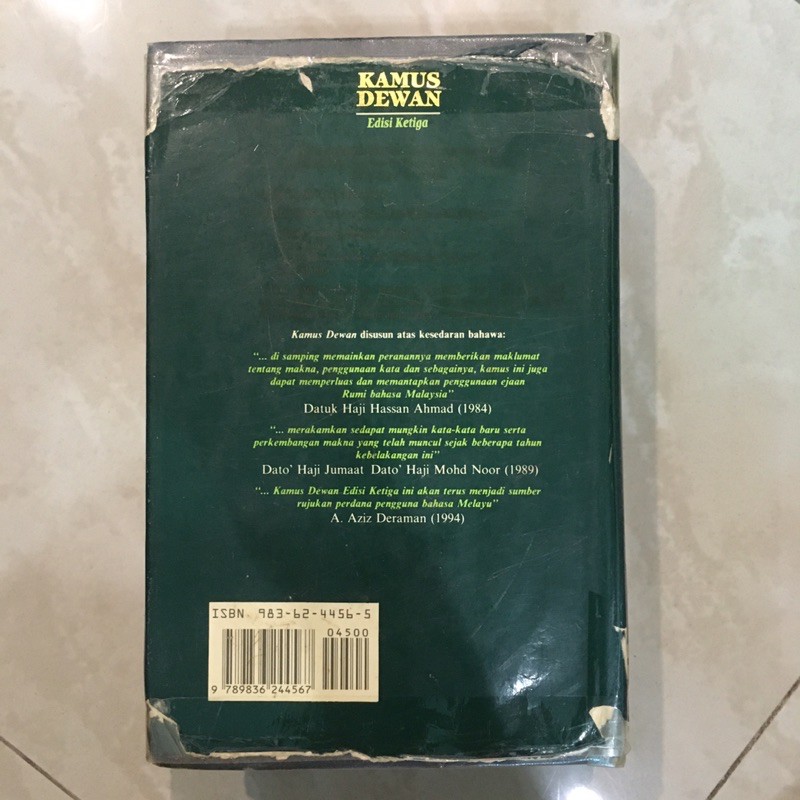 KAMUS
DEWAN
Edisi Ketiga
Kamus Dewan disusun atas kesedaran bahawa:
“... di samping memainkan peranannya memberikan maklumat
tentang makna, penggunaan kata dan sebagainya, kamus ini juga
dapat memperluas dan memantapkan penggunaan ejaan
Rumi bahasa Malaysia”
Datuk Haji Hassan Ahmad (1984)
“... merakamkan sedapat mungkin kata-kata baru serta
perkembangan makna yang telah muncul sejak beberapa tahun
kebelakangan ini”
Dato’ Haji Jumaat Dato’ Haji Mohd Noor (1989)
“... Kamus Dewan Edisi Ketiga ini akan terus menjadi sumber
rujukan perdana pengguna bahasa Melayu”
A. Aziz Deraman (1994)
ISBN 983-62-4456-5
04500
9 789836 244567